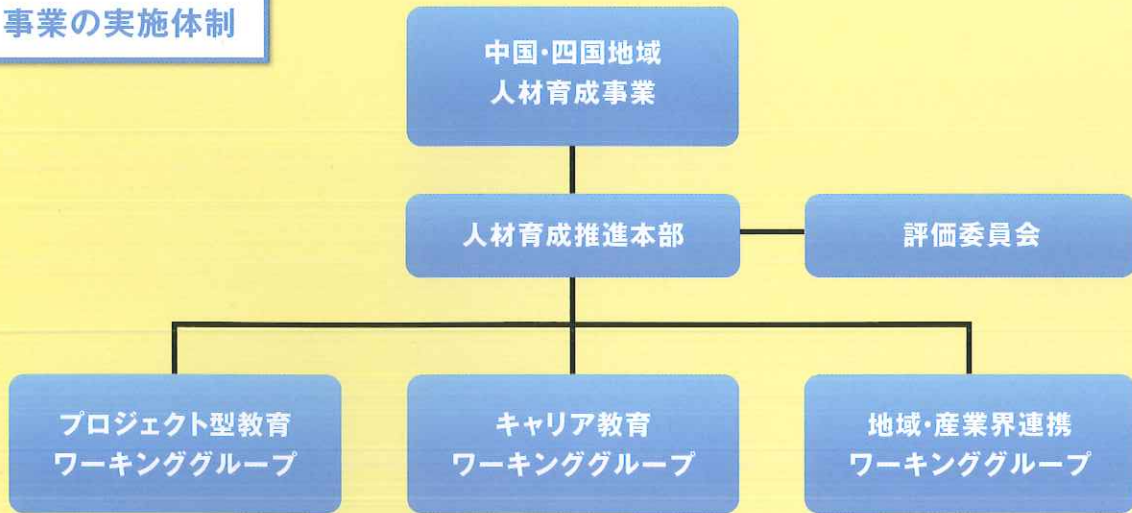 事業の実施体制
中国・四国地域
人材育成事業
人材育成推進本部
評価委員会
プロジェクト型教育
ワーキンググループ
キャリア教育
ワーキンググループ
地域・産業界連携
ワーキンググループ